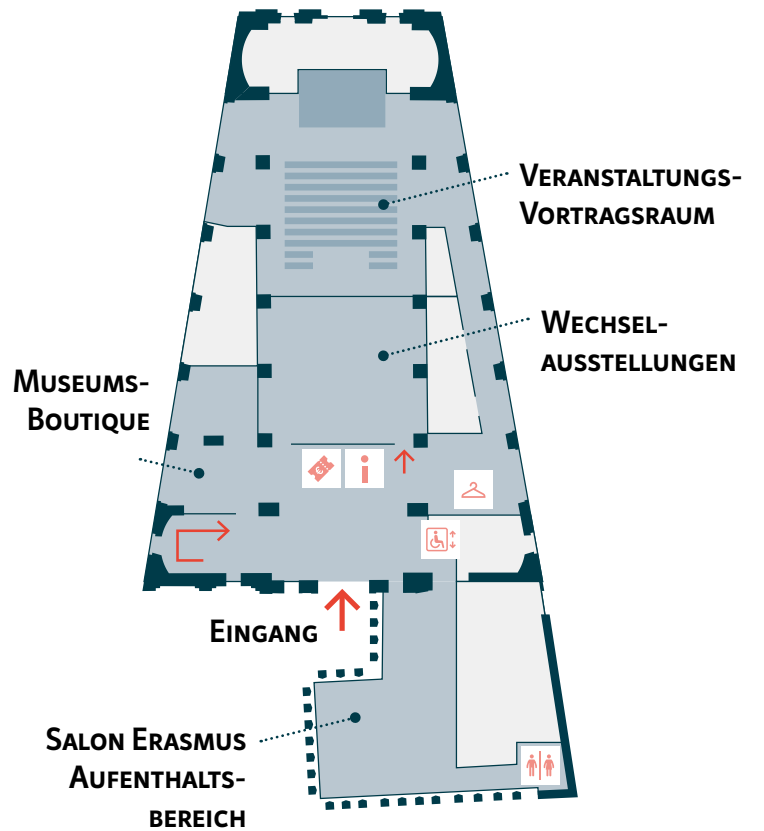 Veranstaltungs-
Vortragsraum
Wechsel-
ausstellungen
Museums-
Boutique
Eingang
Salon Erasmus
Aufenthalts-
bereich